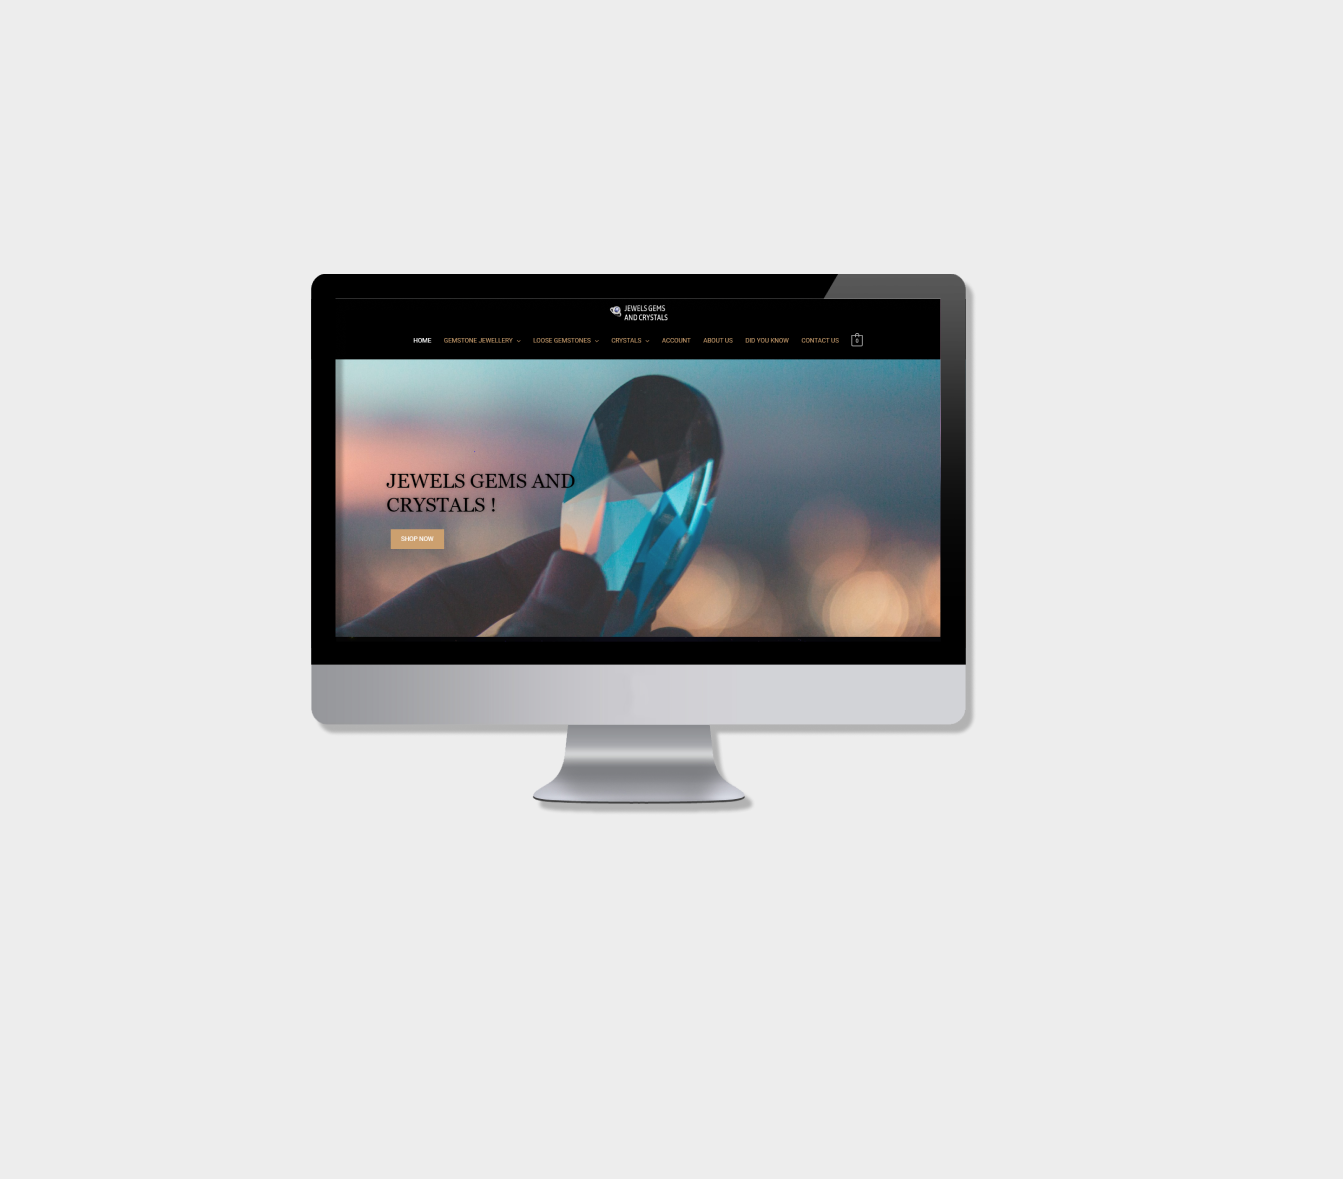 JEWELS GEMS
AND CRYSTALS
HOME GEMSTONE JEWELLERY LOOSE GEMSTONES CRYSTALS ACCOUNT ABOUT US DID YOU KNOW CONTACT US 0
JEWELS GEMS AND
CRYSTALS !
SHOP NOW